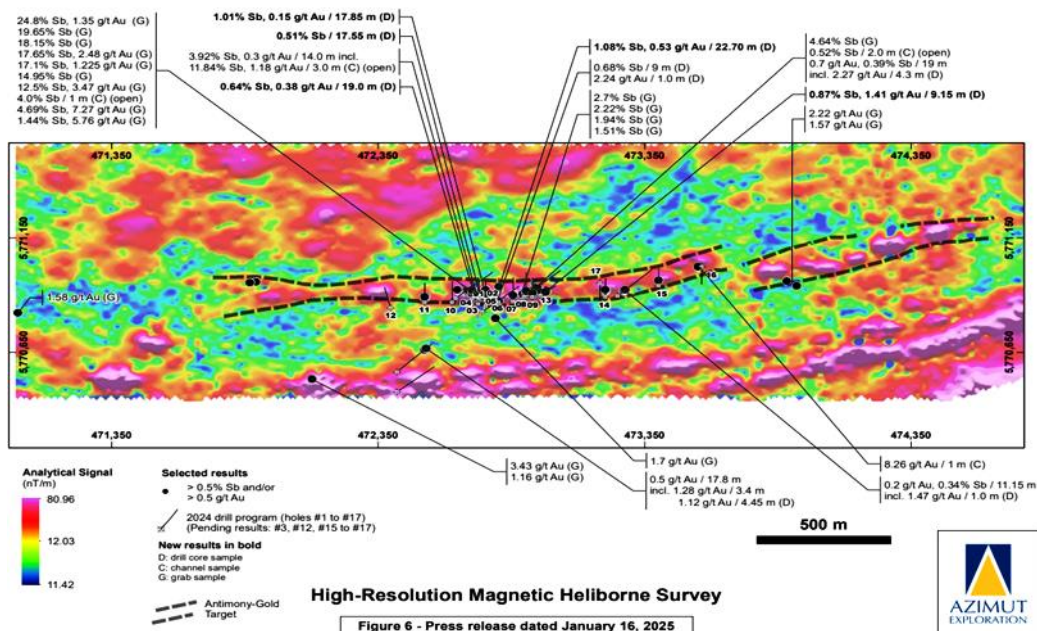 24.8% Sb, 1.35 g/t Au (G)
19.65% Sb (G)
18.15% Sb (G)
17.65% Sb, 2.48 g/t Au (G)
17.1% Sb, 1.225 g/t Au (G)
14.95% Sb (G)
12.5% Sb, 3.47 g/t Au (G)
4.0% Sb / 1 m (C) (open)
4.69% Sb, 7.27 g/t Au (G)
1.44% Sb, 5.76 g/t Au (G)
1.01% Sb, 0.15 g/t Au / 17.85 m (D)
0.51% Sb / 17.55 m (D)
3.92% Sb, 0.3 g/t Au / 14.0 m incl.
11.84% Sb, 1.18 g/t Au / 3.0 m (C) (open)
0.64% Sb, 0.38 g/t Au / 19.0 m (D)
1.08% Sb, 0.53 g/t Au / 22.70 m (D)
0.68% Sb / 9 m (D)
2.24 g/t Au / 1.0 m (D)
2.7% Sb (G)
2.22% Sb (G)
1.94% Sb (G)
1.51% Sb (G)
4.64% Sb (G)
0.52% Sb / 2.0 m (C) (open)
0.7 g/t Au, 0.39% Sb / 19 m
incl. 2.27 g/t Au / 4.3 m (D)
0.87% Sb, 1.41 g/t Au / 9.15 m (D)
2.22 g/t Au (G)
1.57 g/t Au (G)
471,350
472,350
473,350
474,350
5,771,150
5,771,150
1.58 g/t Au (G)
12
11
10
04
03
02
05
06
07
08
09
13
17
14
15
16
5,770,650
5,770,650
471,350
472,350
473,350
474,350
3.43 g/t Au (G)
1.16 g/t Au (G)
1.7 g/t Au (G)
0.5 g/t Au / 17.8 m
incl. 1.28 g/t Au / 3.4 m
1.12 g/t Au / 4.45 m (D)
8.26 g/t Au / 1 m (C)
0.2 g/t Au, 0.34% Sb / 11.15 m
incl. 1.47 g/t Au / 1.0 m (D)
Analytical Signal
(nT/m)
80.96
12.03
11.42
Selected results
> 0.5% Sb and/or
> 0.5 g/t Au
2024 drill program (holes #1 to #17)
(Pending results: #3, #12, #15 to #17)
New results in bold
D: drill core sample
C: channel sample
G: grab sample
Antimony-Gold
Target
500 m
High-Resolution Magnetic Heliborne Survey
Figure 6 - Press release dated January 16, 2025
AZIMUT
EXPLORATION